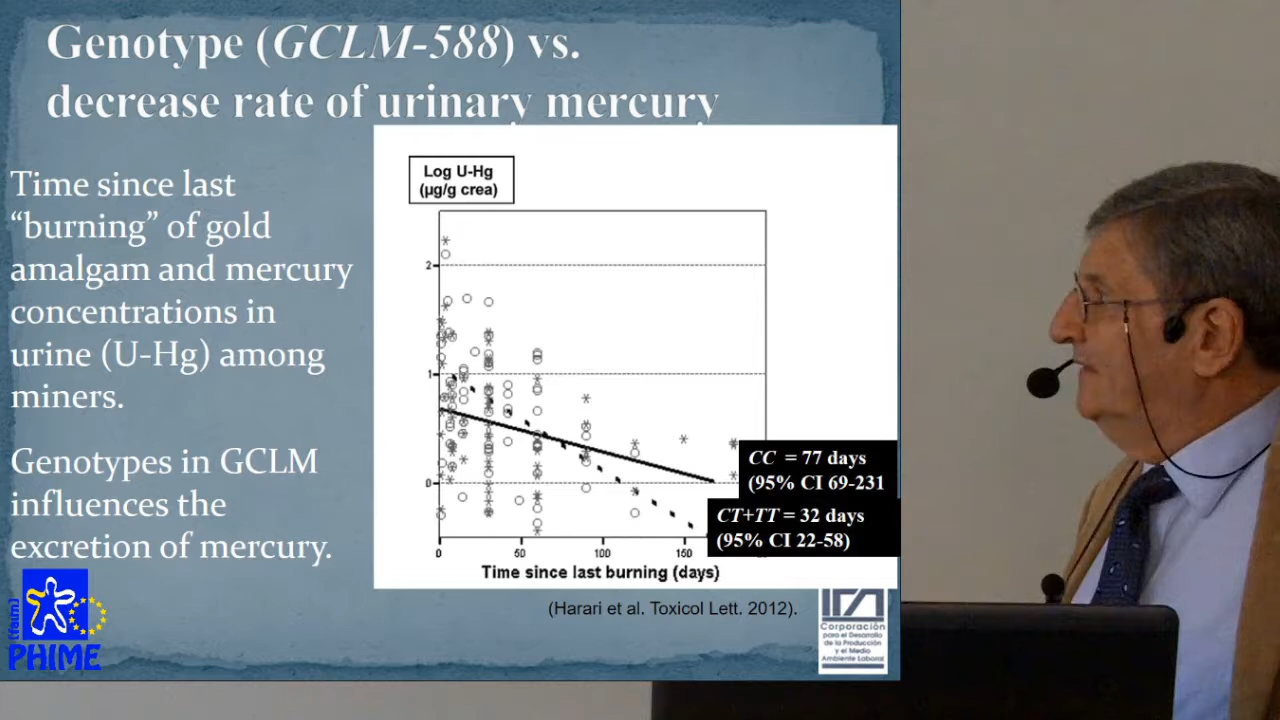 Genotype (GCLM-588) vs.
decrease rate of urinary mercury
Time since last
“burning” of gold
amalgam and mercury
concentrations in
urine (U-Hg) among
miners.
Genotypes in GCLM
influences the
excretion of mercury.
Log U-Hg
(µg/g crea)
2
1
0
0
50
100
150
Time since last burning (days)
CC = 77 days
(95% CI 69-231
CT+TT = 32 days
(95% CI 22-58)
(Harari et al. Toxicol Lett. 2012).
PHIME
Corporación
para el Desarrollo
de la Producción
y el Medio
Ambiente Laboral